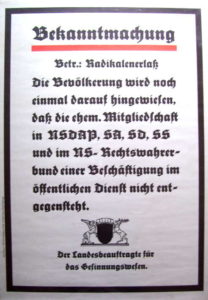 Bekanntmachung
Betr.: Radikalenerlaß
Die Bevölkerung wird noch
einmal darauf hingewiesen,
daß die ehem. Mitgliedschaft
in NSDAP, SA, SD, SS
und im NS-Rechtswahrer-
bund einer Beschäftigung im
öffentlichen Dienst nicht ent-
gegensteht.
Der Landesbeauftragte für
das Gesinnungswesen.